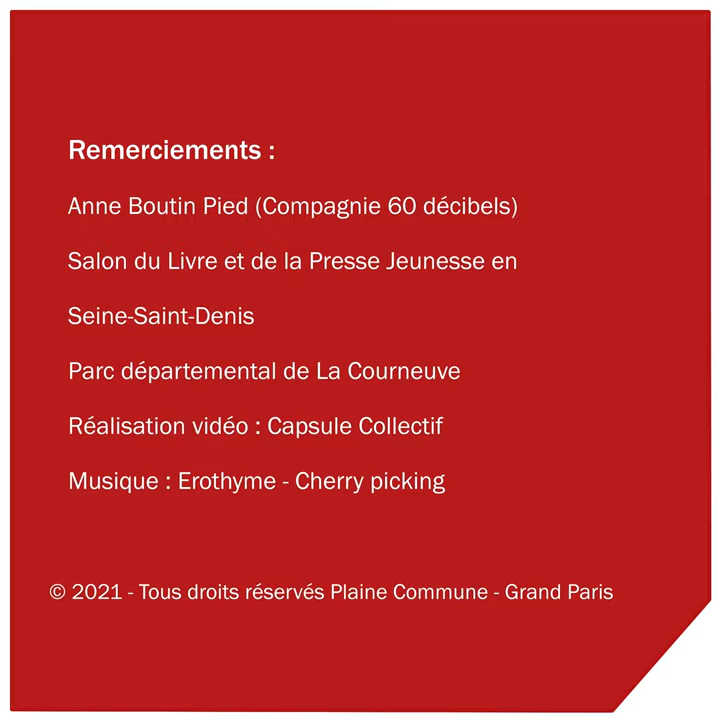 Remerciements :
Anne Boutin Pied (Compagnie 60 décibels)
Salon du Livre et de la Presse Jeunesse en
Seine-Saint-Denis
Parc départemental de La Courneuve
Réalisation vidéo : Capsule Collectif
Musique : Erothyme - Cherry picking
© 2021 - Tous droits réservés Plaine Commune - Grand Paris